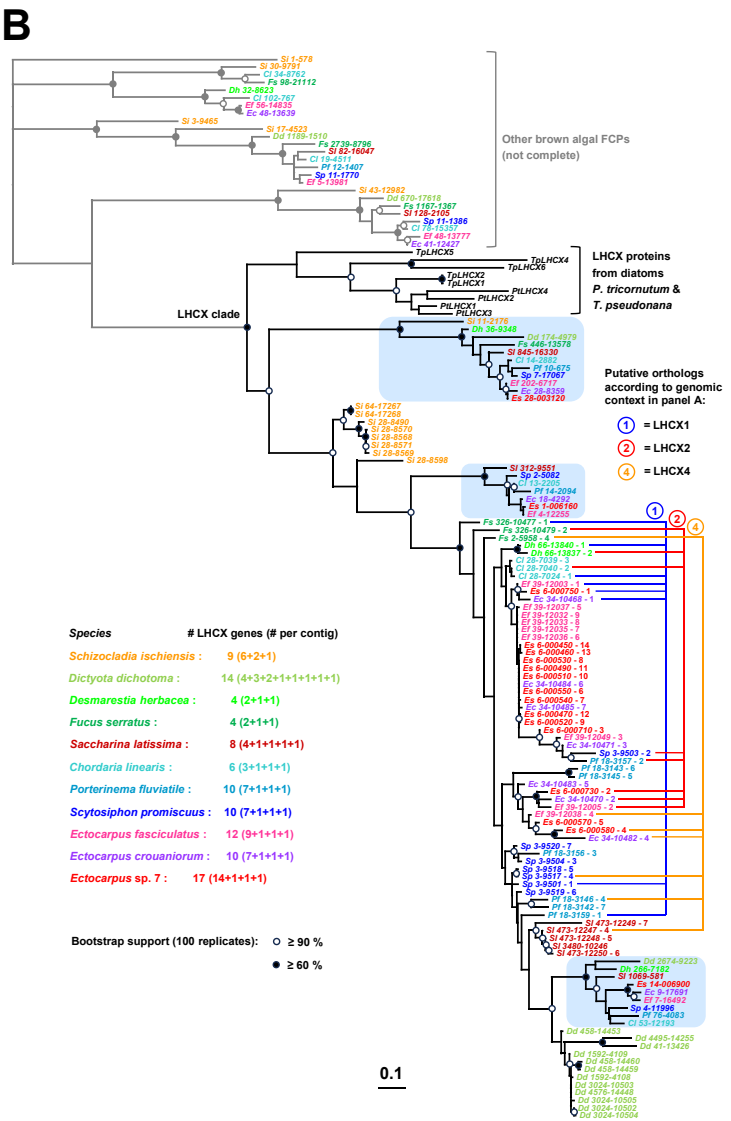 B
Si 1-578
Si 30-9791
Cl 34-8762
Fs 98-21112
Dh 32-8623
Cl 102-767
Ef 56-14835
Ec 48-13639
Si 3-9465
Si 17-4523
Dd 1189-1510
Fs 2739-8796
Sl 82-16047
Cl 19-4511
Pf 12-1407
Sp 11-1770
Ef 5-13981
Other brown algal FCPs
(not complete)
Si 43-12982
Dd 670-17618
Fs 1167-1367
Sl 128-2105
Sp 11-1386
Cl 78-15357
Ef 48-13777
Ec 41-12427
TpLHCX5
TpLHCX4
TpLHCX6
TpLHCX2
TpLHCX1
PtLHCX4
PtLHCX2
PtLHCX1
PtLHCX3
LHCX proteins
from diatoms
P. tricornutum &
T. pseudonana
LHCX clade
Si 11-2176
Dh 36-9348
Dd 174-4979
Fs 446-13578
Sl 845-16330
Cl 14-2882
Pf 10-675
Sp 7-17067
Ef 202-6717
Ec 28-8359
Es 28-003120
Putative orthologs
according to genomic
context in panel A:
1 = LHCX1
2 = LHCX2
4 = LHCX4
Si 64-17267
Si 64-17268
Si 28-8490
Si 28-8570
Si 28-8568
Si 28-8571
Si 28-8569
Si 28-8598
Sl 312-9551
Sp 2-5082
Cl 13-2205
Pf 14-2094
Ec 18-4292
Es 1-006160
Ef 4-12255
1
2
4
Fs 326-10477 - 1
Fs 326-10479 - 2
Fs 2-5958 - 4
Dh 66-13840 - 1
Dh 66-13837 - 2
Cl 28-7039 - 3
Cl 28-7040 - 2
Cl 28-7024 - 1
Ef 39-12003 - 1
Es 6-000750 - 1
Ec 34-10468 - 1
Ef 39-12037 - 5
Ef 39-12032 - 9
Ef 39-12033 - 8
Ef 39-12035 - 7
Ef 39-12036 - 6
Es 6-000450 - 14
Es 6-000460 - 13
Es 6-000530 - 8
Es 6-000490 - 11
Es 6-000510 - 10
Ec 34-10484 - 6
Es 6-000550 - 6
Es 6-000540 - 7
Ec 34-10485 - 7
Es 6-000470 - 12
Es 6-000520 - 9
Es 6-000710 - 3
Ef 39-12049 - 3
Ec 34-10471 - 3
Sp 3-9503 - 2
Pf 18-3157 - 2
Pf 18-3143 - 6
Pf 18-3145 - 5
Ec 34-10483 - 5
Es 6-000730 - 2
Ec 34-10470 - 2
Ef 39-12005 - 2
Ef 39-12038 - 4
Es 6-000570 - 5
Es 6-000580 - 4
Ec 34-10482 - 4
Sp 3-9520 - 7
Pf 18-3156 - 3
Sp 3-9504 - 3
Sp 3-9518 - 5
Sp 3-9517 - 4
Sp 3-9501 - 1
Sp 3-9519 - 6
Pf 18-3146 - 4
Pf 18-3142 - 7
Pf 18-3159 - 1
Sl 473-12249 - 7
Sl 473-12247 - 4
Sl 473-12248 - 5
Sl 3480-10246
Sl 473-12250 - 6
Dd 2674-9223
Dh 266-7182
Sl 1069-581
Es 14-006900
Ec 9-17691
Ef 7-16492
Sp 4-11996
Pf 76-4083
Cl 53-12193
Dd 458-14453
Dd 4495-14255
Dd 41-13426
Dd 1592-4109
Dd 458-14460
Dd 458-14459
Dd 1592-4108
Dd 3024-10503
Dd 4576-14448
Dd 3024-10505
Dd 3024-10502
Dd 3024-10504
Species # LHCX genes (# per contig)
Schizocladia ischiensis : 9 (6+2+1)
Dictyota dichotoma : 14 (4+3+2+1+1+1+1+1)
Desmarestia herbacea : 4 (2+1+1)
Fucus serratus : 4 (2+1+1)
Saccharina latissima : 8 (4+1+1+1+1)
Chordaria linearis : 6 (3+1+1+1)
Porterinema fluviatile : 10 (7+1+1+1)
Scytosiphon promiscuus : 10 (7+1+1+1)
Ectocarpus fasciculatus : 12 (9+1+1+1)
Ectocarpus crouaniorum : 10 (7+1+1+1)
Ectocarpus sp. 7 : 17 (14+1+1+1)
Bootstrap support (100 replicates): ≥ 90 %
≥ 60 %
0.1